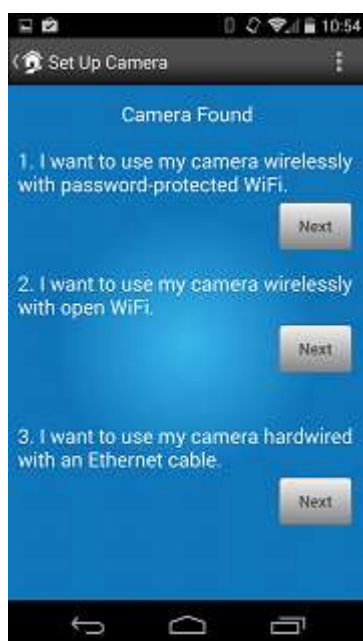 10:54
Set Up Camera
Camera Found
1. I want to use my camera wirelessly
with password-protected WiFi.
Next
2. I want to use my camera wirelessly
with open WiFi.
Next
3. I want to use my camera hardwired
with an Ethernet cable.
Next